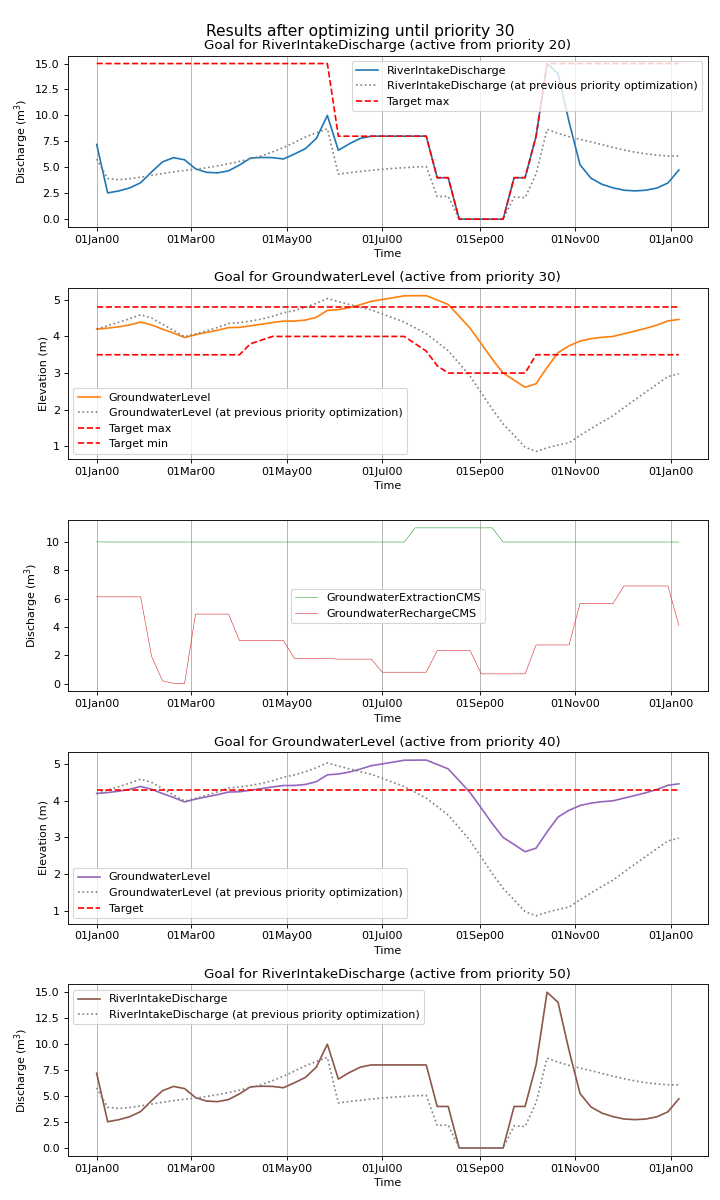 Results after optimizing until priority 30
Goal for RiverIntakeDischarge (active from priority 20)
15.0
12.5
10.0
7.5
5.0
2.5
0.0
Discharge (m³)
RiverIntakeDischarge
RiverIntakeDischarge (at previous priority optimization)
Target max
01Jan00 01Mar00 01May00 01Jul00 01Sep00 01Nov00 01Jan00
Time
Goal for GroundwaterLevel (active from priority 30)
5
4
3
2
1
Elevation (m)
GroundwaterLevel
GroundwaterLevel (at previous priority optimization)
Target max
Target min
01Jan00 01Mar00 01May00 01Jul00 01Sep00 01Nov00 01Jan00
Time
10
8
6
4
2
0
Discharge (m³)
GroundwaterExtractionCMS
GroundwaterRechargeCMS
01Jan00 01Mar00 01May00 01Jul00 01Sep00 01Nov00 01Jan00
Time
Goal for GroundwaterLevel (active from priority 40)
5
4
3
2
1
Elevation (m)
GroundwaterLevel
GroundwaterLevel (at previous priority optimization)
Target
01Jan00 01Mar00 01May00 01Jul00 01Sep00 01Nov00 01Jan00
Time
Goal for RiverIntakeDischarge (active from priority 50)
15.0
12.5
10.0
7.5
5.0
2.5
0.0
Discharge (m³)
RiverIntakeDischarge
RiverIntakeDischarge (at previous priority optimization)
01Jan00 01Mar00 01May00 01Jul00 01Sep00 01Nov00 01Jan00
Time